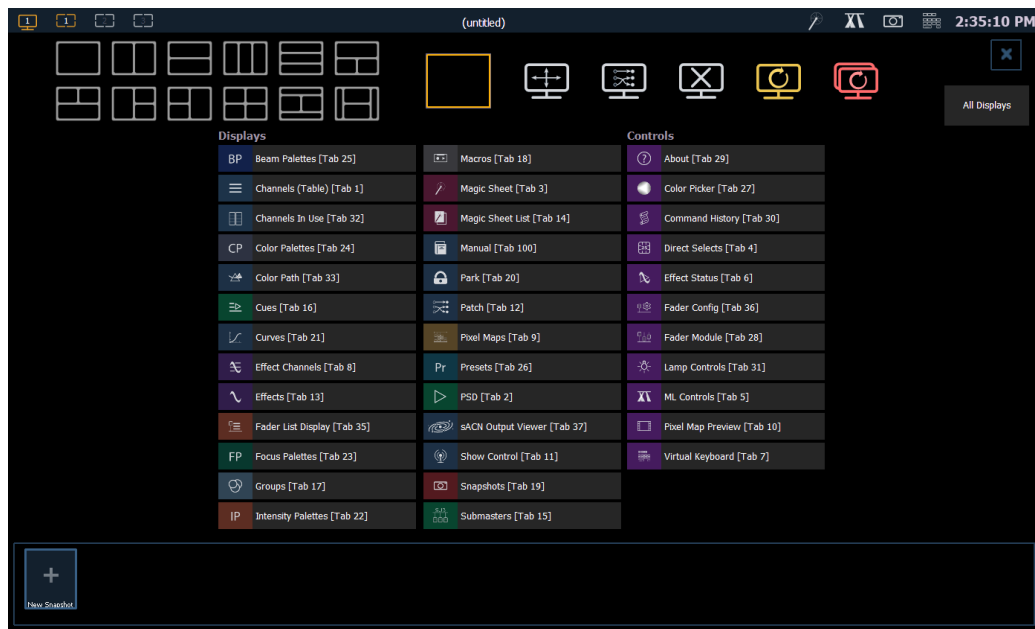 1 1 2 3 (untitled) 2:35:10 PM
All Displays
Displays
BP Beam Palettes [Tab 25]
Channels (Table) [Tab 1]
Channels In Use [Tab 32]
CP Color Palettes [Tab 24]
Color Path [Tab 33]
Cues [Tab 16]
Curves [Tab 21]
Effect Channels [Tab 8]
Effects [Tab 13]
Fader List Display [Tab 35]
FP Focus Palettes [Tab 23]
Groups [Tab 17]
IP Intensity Palettes [Tab 22]
Macros [Tab 18]
Magic Sheet [Tab 3]
Magic Sheet List [Tab 14]
Manual [Tab 100]
Park [Tab 20]
Patch [Tab 12]
Pixel Maps [Tab 9]
Pr Presets [Tab 26]
PSD [Tab 2]
sACN Output Viewer [Tab 37]
Show Control [Tab 11]
Snapshots [Tab 19]
Submasters [Tab 15]
Controls
? About [Tab 29]
Color Picker [Tab 27]
Command History [Tab 30]
Direct Selects [Tab 4]
Effect Status [Tab 6]
Fader Config [Tab 36]
Fader Module [Tab 28]
Lamp Controls [Tab 31]
ML Controls [Tab 5]
Pixel Map Preview [Tab 10]
Virtual Keyboard [Tab 7]
New Snapshot